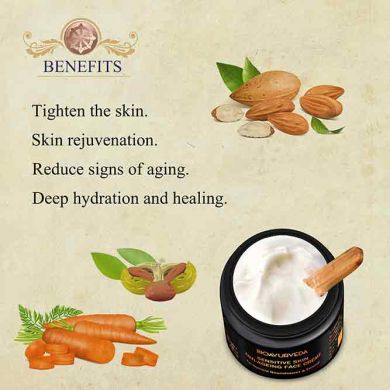 BENEFITS
Tighten the skin.
Skin rejuvenation.
Reduce signs of aging.
Deep hydration and healing.
BIOAYURVEDA
SENSITIVE SKIN
ANTI-AGEING FACE CREAM